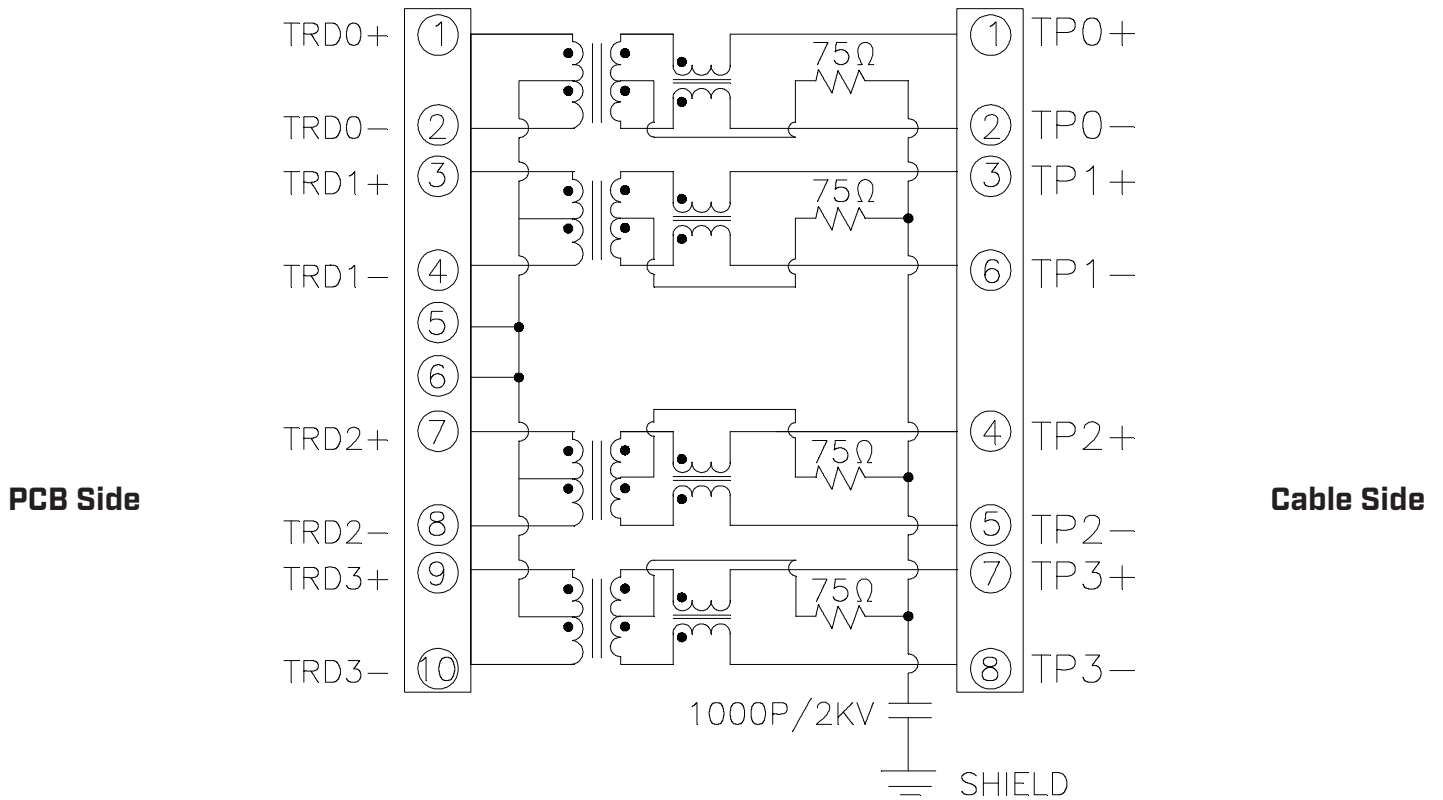 TRD0+ 1 1 TP0+
75Ω
TRD0- 2 2 TP0-
TRD1+ 3 3 TP1+
75Ω
TRD1- 4 6 TP1-
5
6
TRD2+ 7 4 TP2+
75Ω
PCB Side Cable Side
TRD2- 8 5 TP2-
TRD3+ 9 7 TP3+
75Ω
TRD3- 10 8 TP3-
1000P/2KV
SHIELD